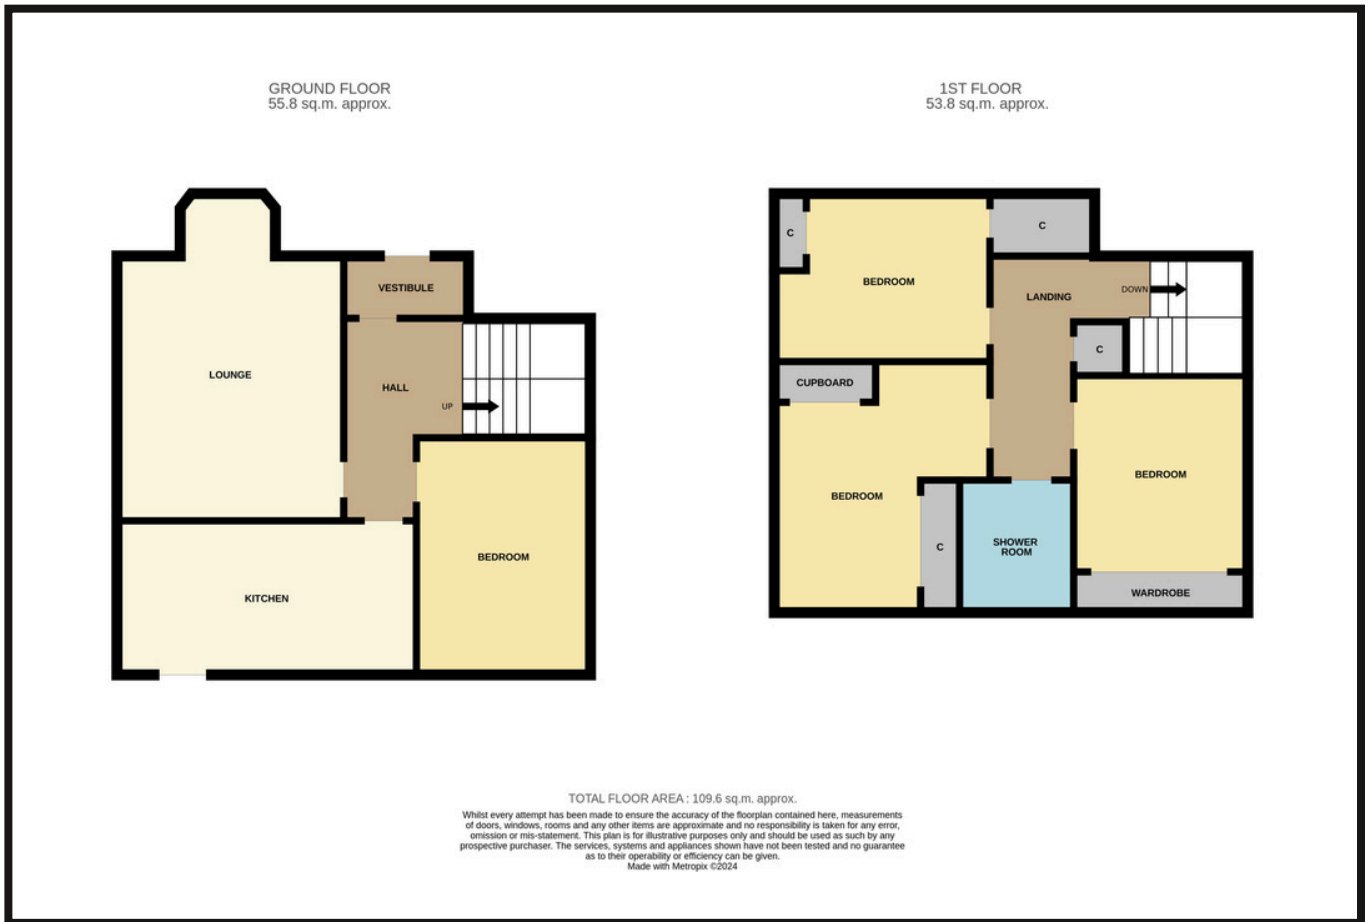 GROUND FLOOR
55.8 sq.m. approx.
LOUNGE
VESTIBULE
HALL
UP
KITCHEN
BEDROOM
1ST FLOOR
53.8 sq.m. approx.
C
BEDROOM
C
LANDING
DOWN
C
CUPBOARD
BEDROOM
C
SHOWER
ROOM
BEDROOM
WARDROBE
TOTAL FLOOR AREA : 109.6 sq.m. approx.
Whilst every attempt has been made to ensure the accuracy of the floorplan contained here, measurements
of doors, windows, rooms and any other items are approximate and no responsibility is taken for any error,
omission or mis-statement. This plan is for illustrative purposes only and should be used as such by any
prospective purchaser. The services, systems and appliances shown have not been tested and no guarantee
as to their operability or efficiency can be given.
Made with Metropix ©2024